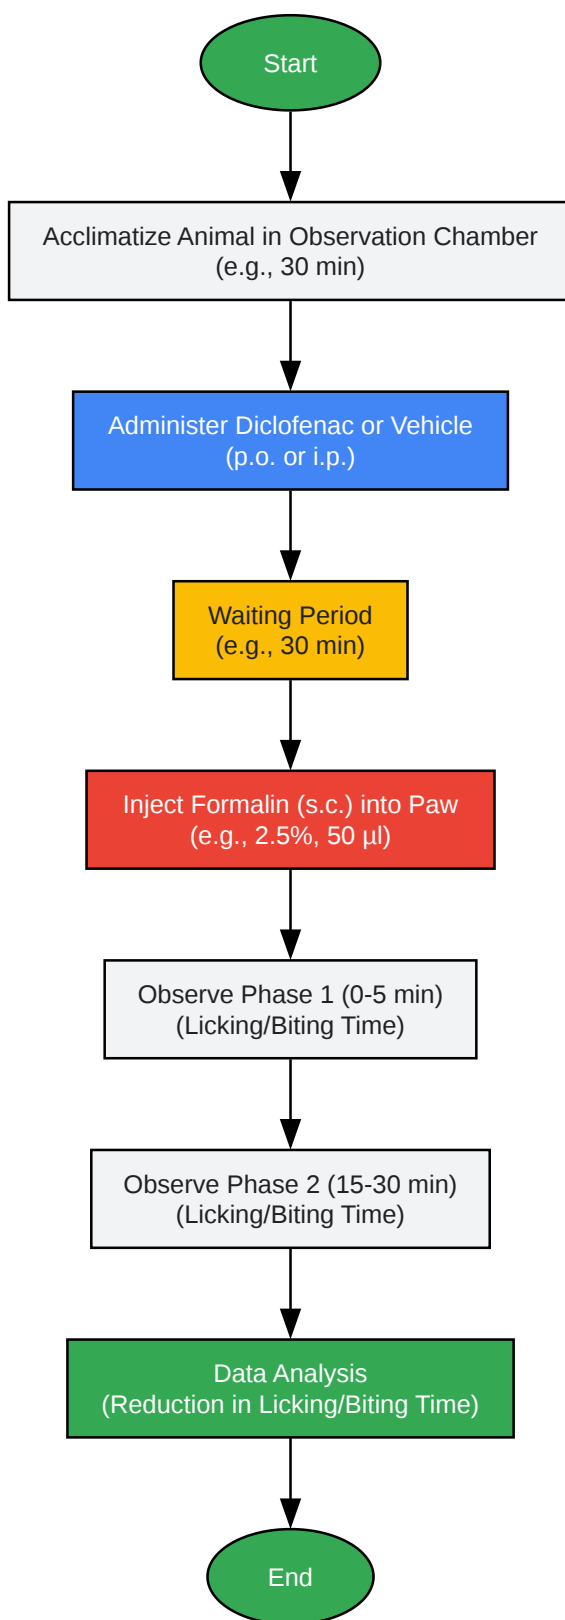 Start
Acclimatize Animal in Observation Chamber
(e.g., 30 min)
Administer Diclofenac or Vehicle
(p.o. or i.p.)
Waiting Period
(e.g., 30 min)
Inject Formalin (s.c.) into Paw
(e.g., 2.5%, 50 µl)
Observe Phase 1 (0-5 min)
(Licking/Biting Time)
Observe Phase 2 (15-30 min)
(Licking/Biting Time)
Data Analysis
(Reduction in Licking/Biting Time)
End